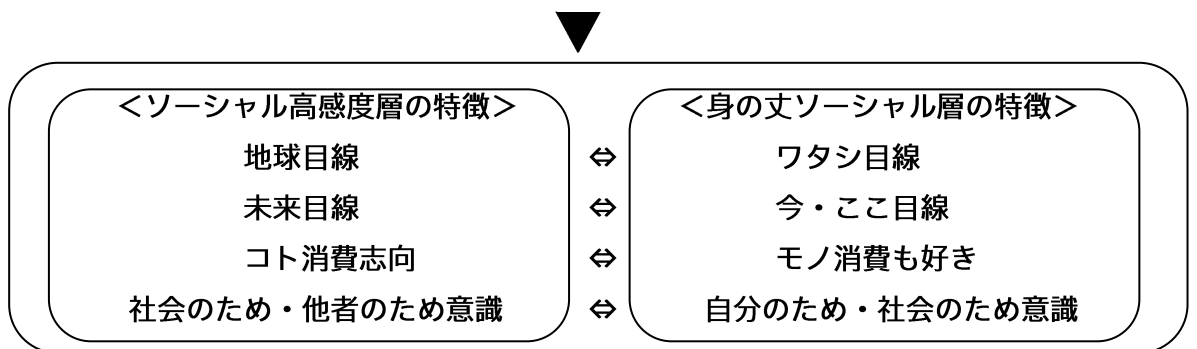 ▼
＜ソーシャル高感度層の特徴＞ ＜身の丈ソーシャル層の特徴＞
地球目線 ⇔ ワタシ目線
未来目線 ⇔ 今・ここ目線
コト消費志向 ⇔ モノ消費も好き
社会のため・他者のため意識 ⇔ 自分のため・社会のため意識